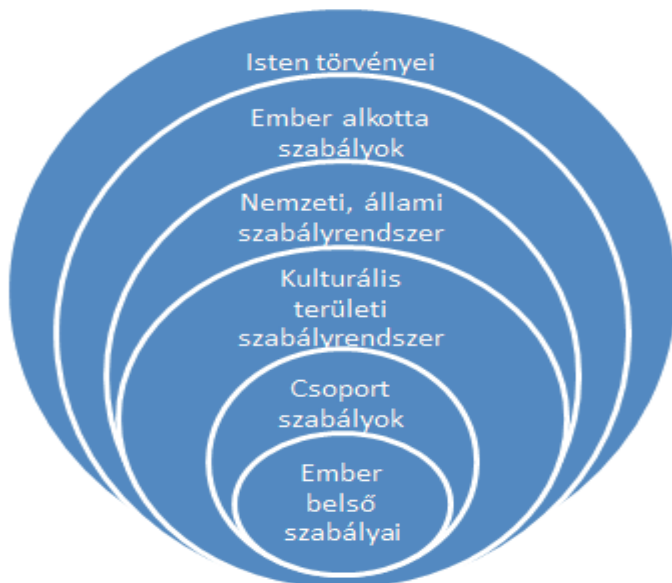 Isten törvényei
Ember alkotta
szabályok
Nemzeti, állami
szabályrendszer
Kulturális
területi
szabályrendszer
Csoport
szabályok
Ember
belső
szabályai